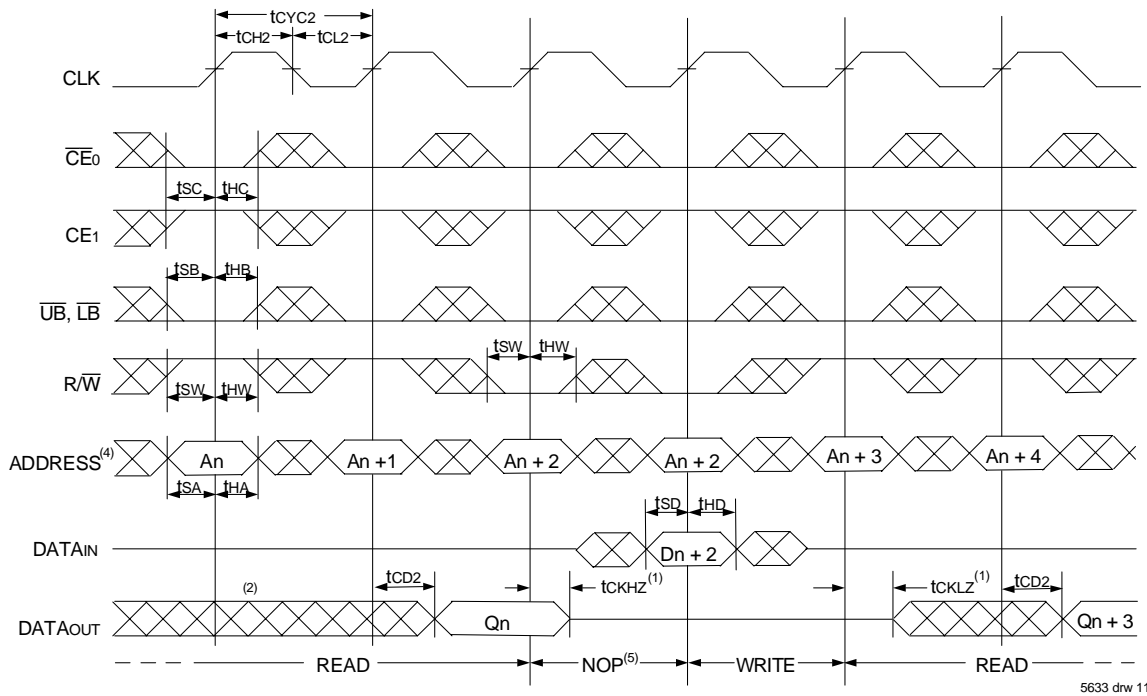 tCYC2
tCH2 tCL2
CLK
CE0
tSC tHC
CE1
tSB tHB
UB, LB
tSW tHW
R/W
tSW tHW
ADDRESS(4) An An +1 An + 2 An + 2 An + 3 An + 4
tSA tHA
tSD tHD
DATAIN Dn + 2
tCD2 tCKHZ(1) tCKLZ(1) tCD2
(2)
DATAOUT Qn Qn + 3
READ NOP(5) WRITE READ
5633 drw 11